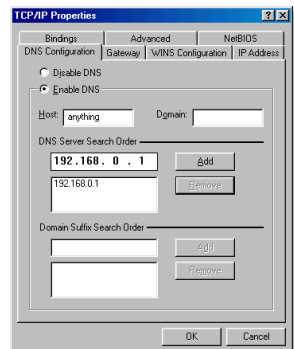 TCP/IP Properties
Bindings Advanced NetBIOS
DNS Configuration Gateway WINS Configuration IP Address
Disable DNS
Enable DNS
Host: anything Domain:
DNS Server Search Order
192.168. 0 . 1 Add
192.168.0.1 Remove
Domain Suffix Search Order
Add
Remove
OK Cancel